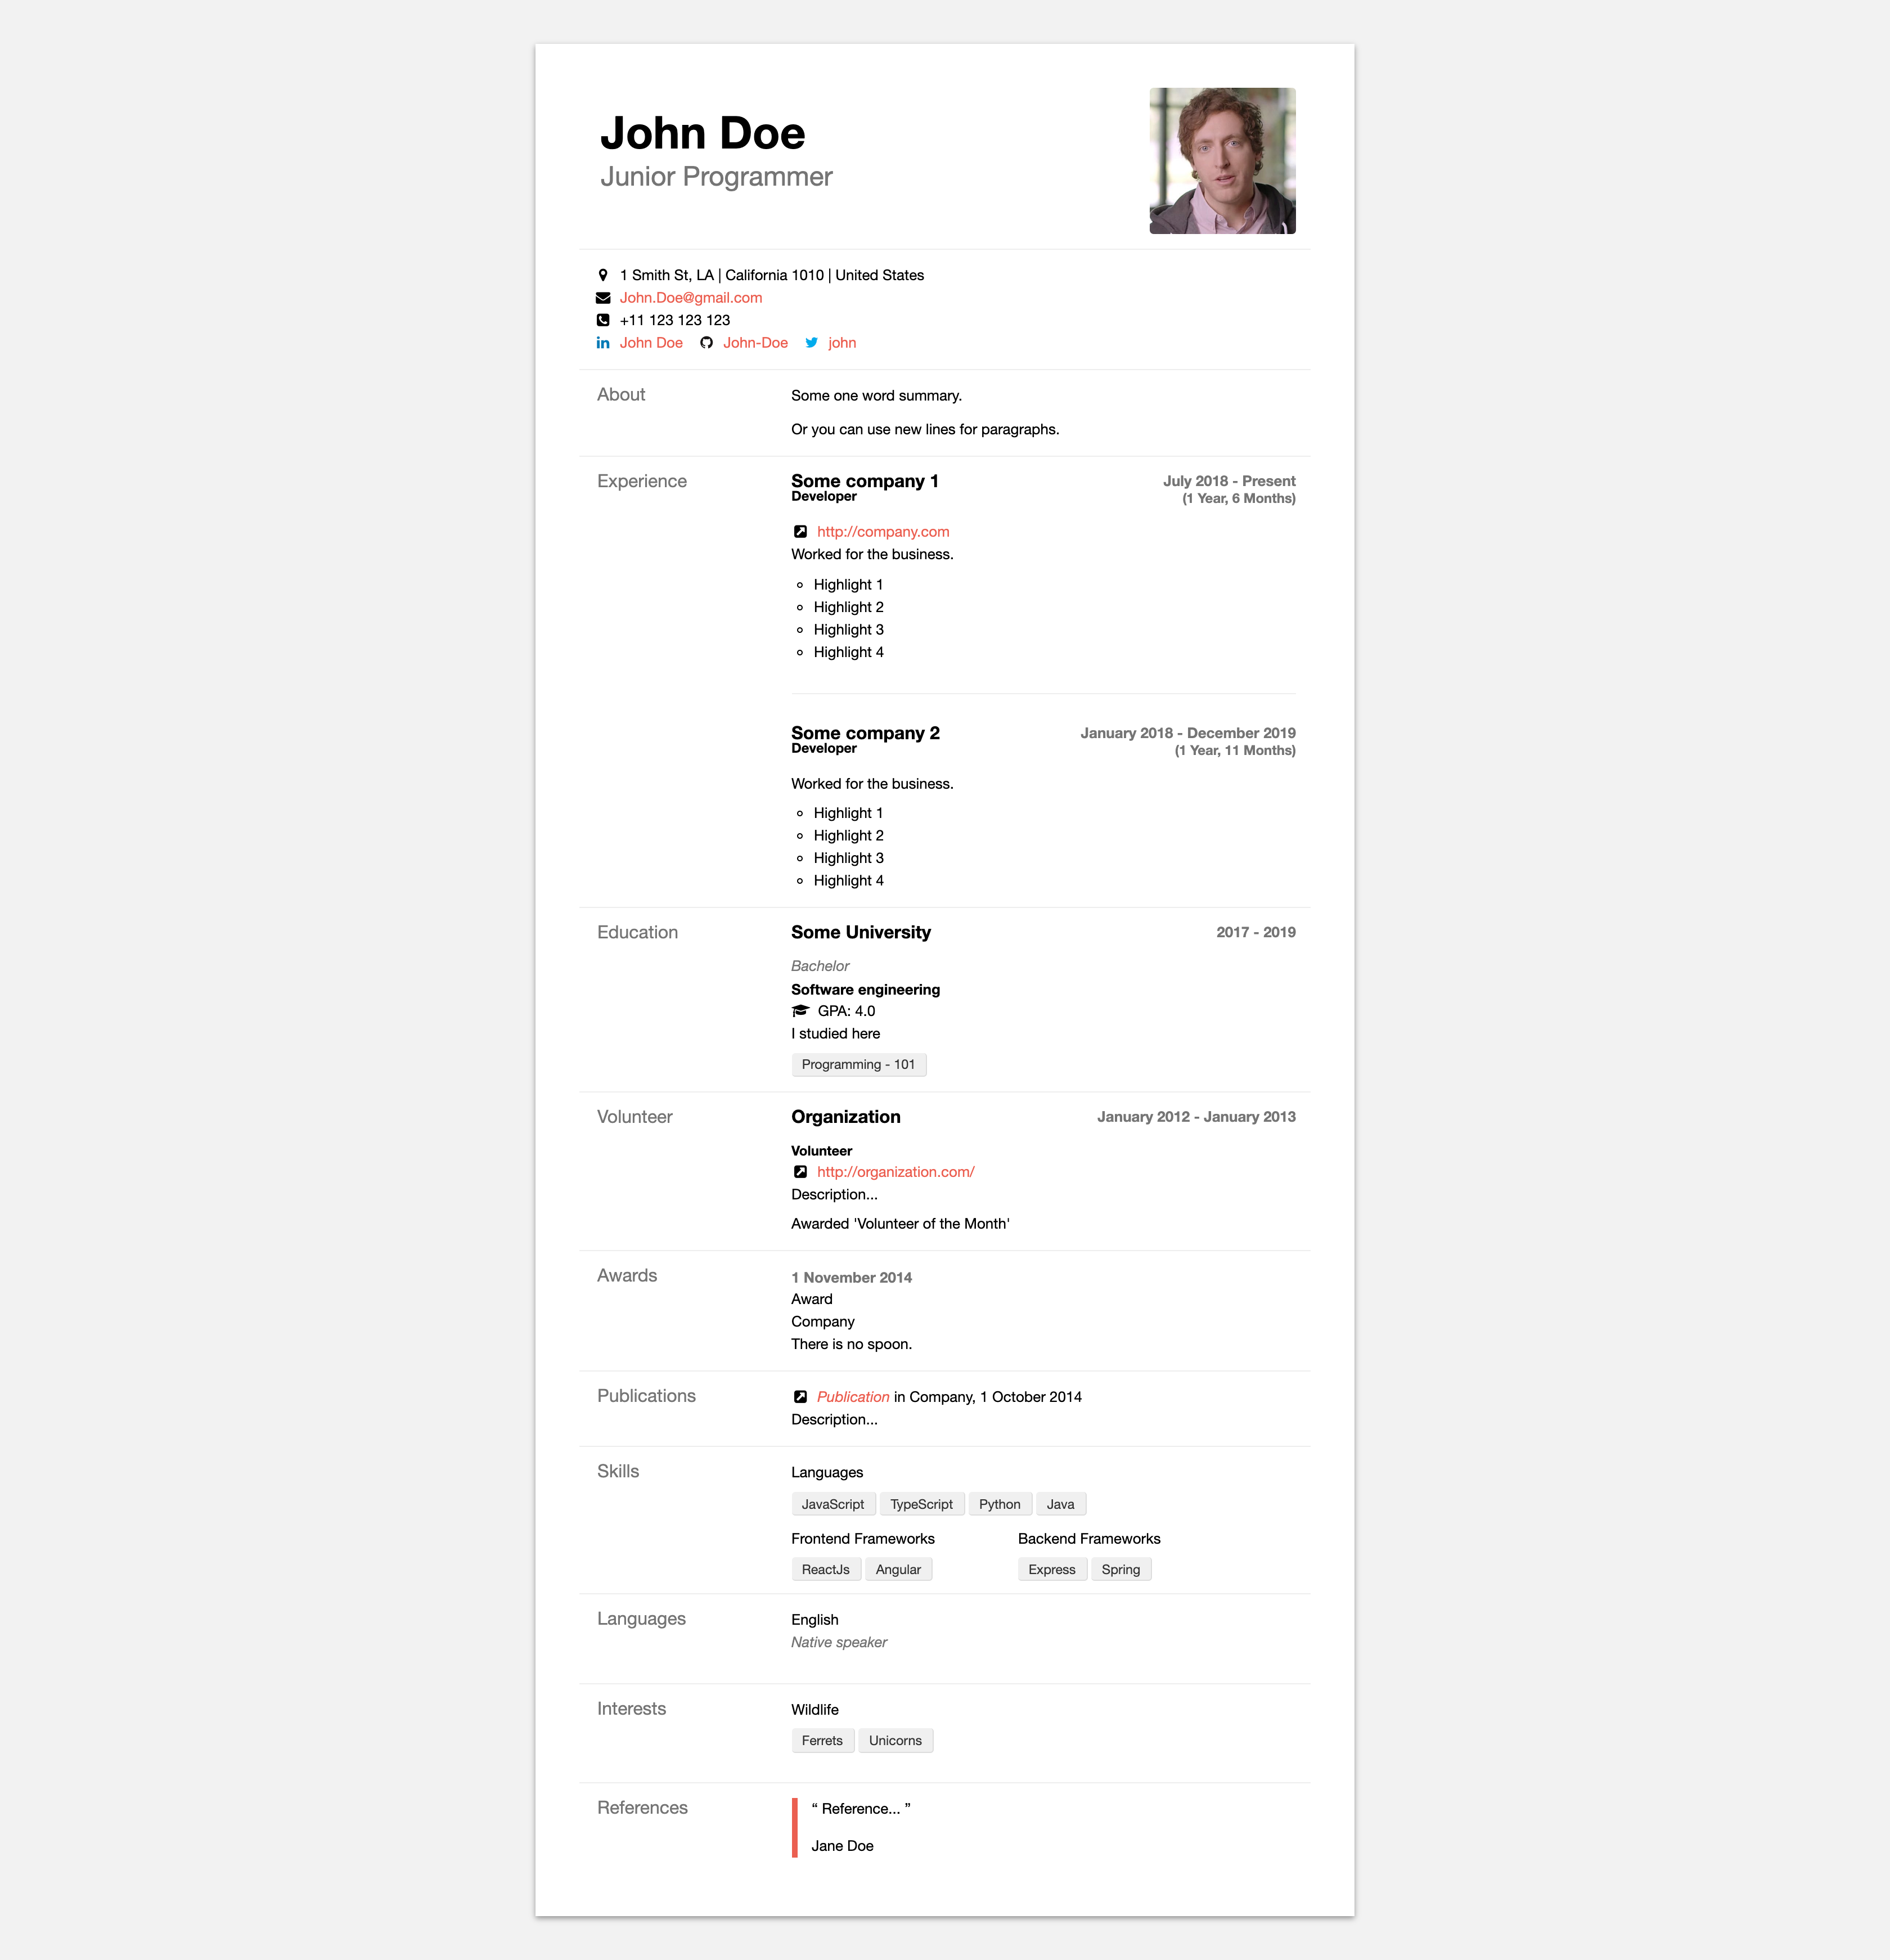 John Doe
Junior Programmer
1 Smith St, LA | California 1010 | United States
John.Doe@gmail.com
+11 123 123 123
John Doe John-Doe john
About
Some one word summary.
Or you can use new lines for paragraphs.
Experience
Some company 1
July 2018 - Present
Developer
(1 Year, 6 Months)
http://company.com
Worked for the business.
Highlight 1
Highlight 2
Highlight 3
Highlight 4
Some company 2
January 2018 - December 2019
Developer
(1 Year, 11 Months)
Worked for the business.
Highlight 1
Highlight 2
Highlight 3
Highlight 4
Education
Some University
2017 - 2019
Bachelor
Software engineering
GPA: 4.0
I studied here
Programming - 101
Volunteer
Organization
January 2012 - January 2013
Volunteer
http://organization.com/
Description...
Awarded 'Volunteer of the Month'
Awards
1 November 2014
Award
Company
There is no spoon.
Publications
Publication in Company, 1 October 2014
Description...
Skills
Languages
JavaScript TypeScript Python Java
Frontend Frameworks
ReactJs Angular
Backend Frameworks
Express Spring
Languages
English
Native speaker
Interests
Wildlife
Ferrets Unicorns
References
“ Reference... ”
Jane Doe